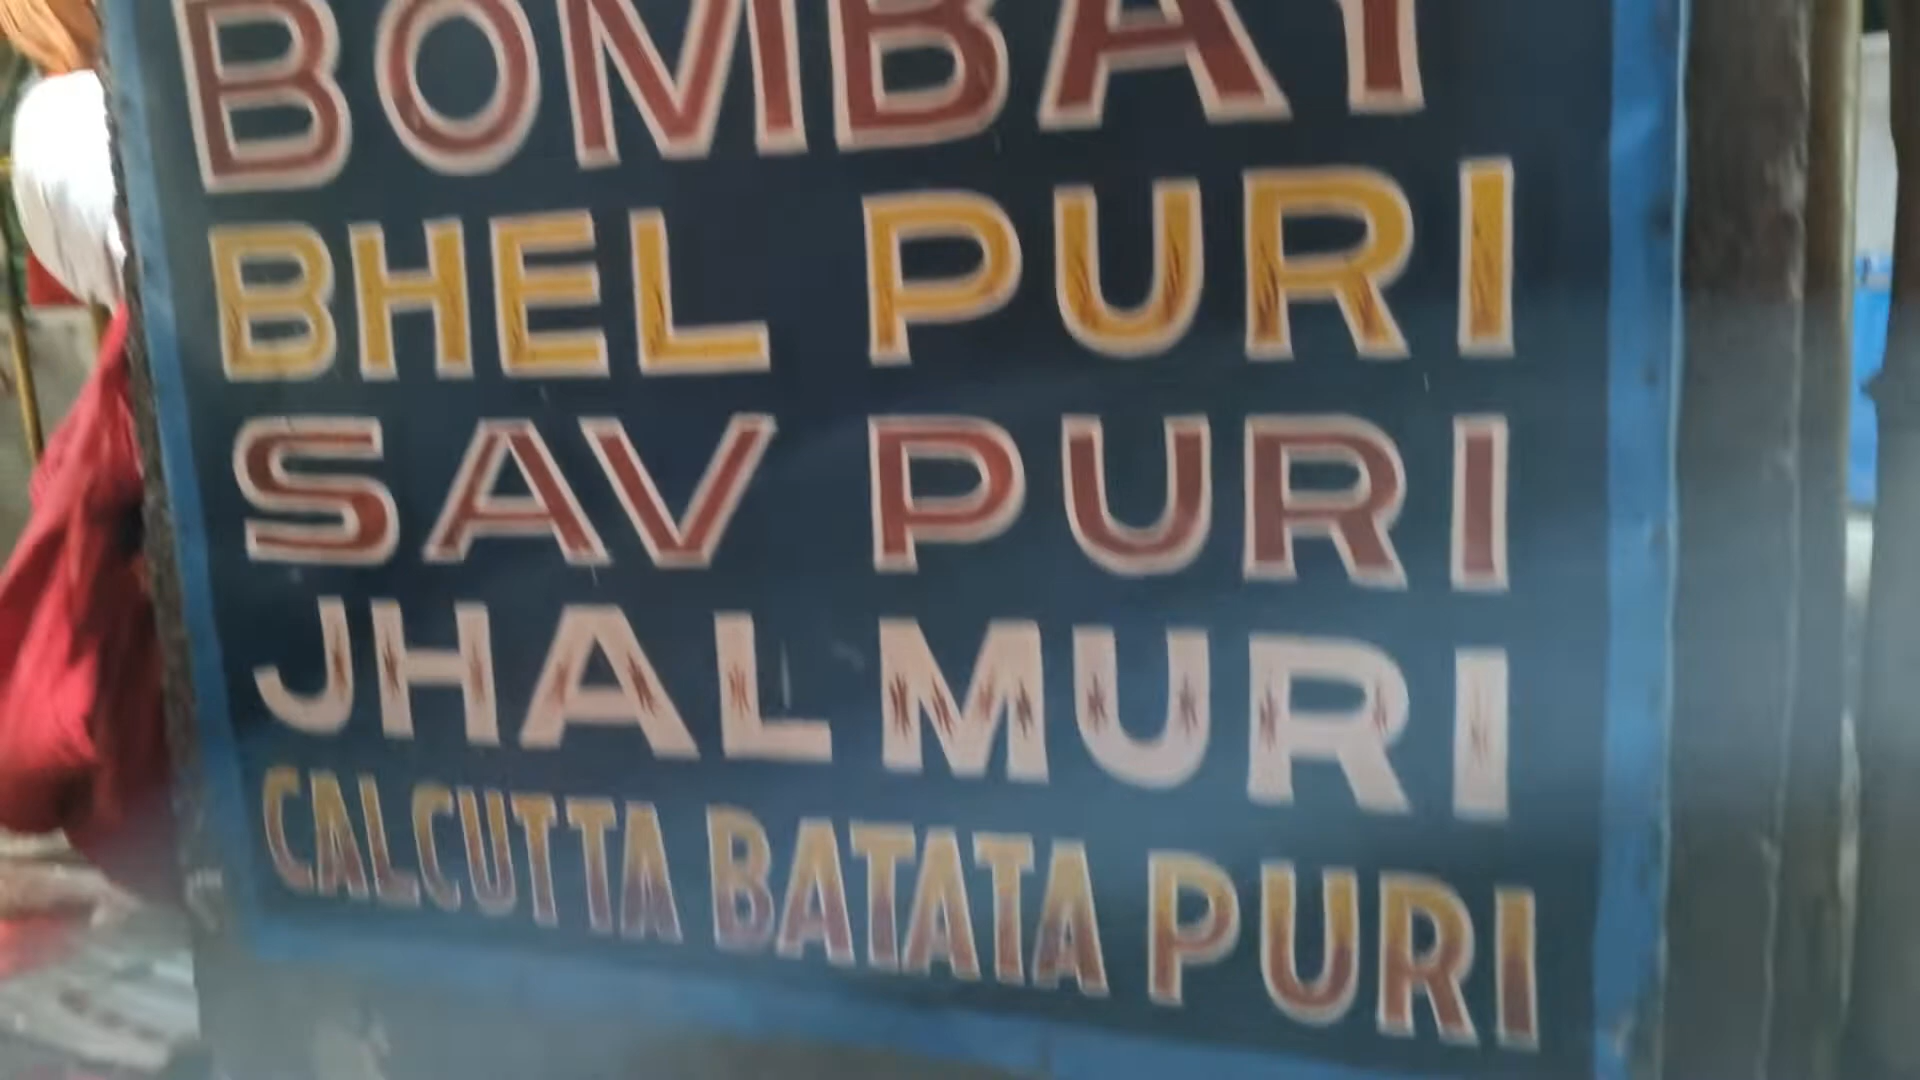 BOMBAY
BHEL PURI
SAV PURI
JHAL MURI
CALCUTTA BATATA PURI